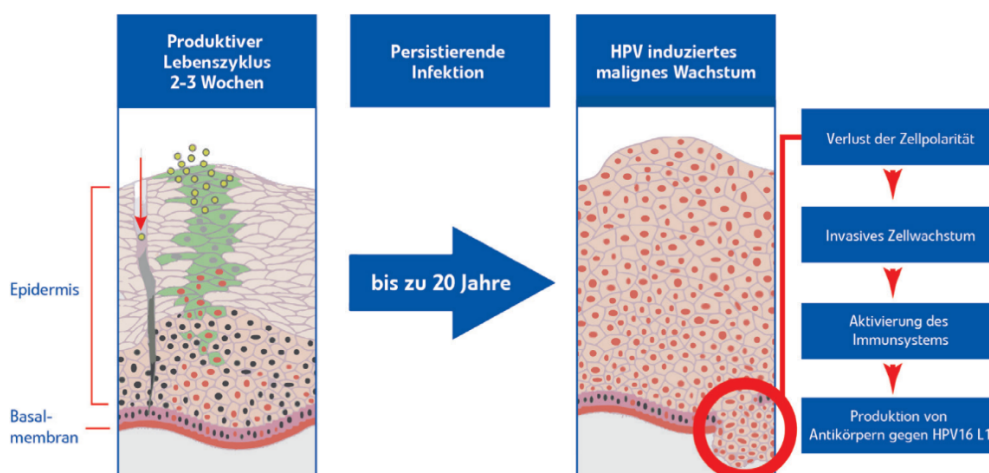 Produktiver
Lebenszyklus
2-3 Wochen
Persistierende
Infektion
HPV induziertes
malignes Wachstum
Verlust der Zellpolarität
Invasives Zellwachstum
Epidermis
bis zu 20 Jahre
Aktivierung des
Immunsystems
Basal-
membran
Produktion von
Antikörpern gegen HPV16 L1